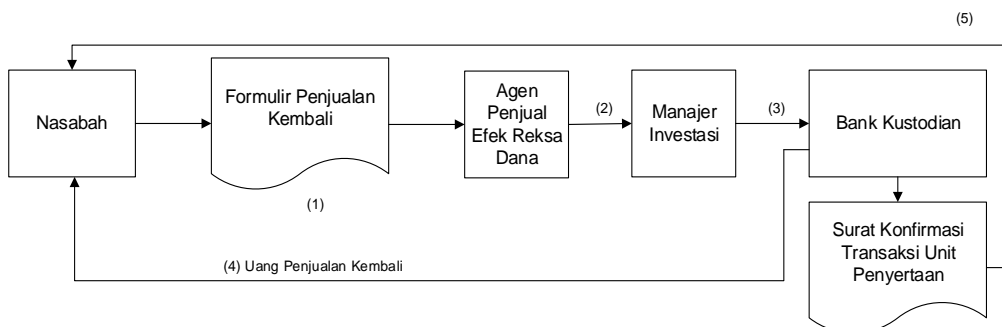 (5)
Nasabah
Formulir Penjualan
Kembali
(1)
Agen
Penjual
Efek Reksa
Dana
(2)
Manajer
Investasi
(3)
Bank Kustodian
(4) Uang Penjualan Kembali
Surat Konfirmasi
Transaksi Unit
Penyertaan